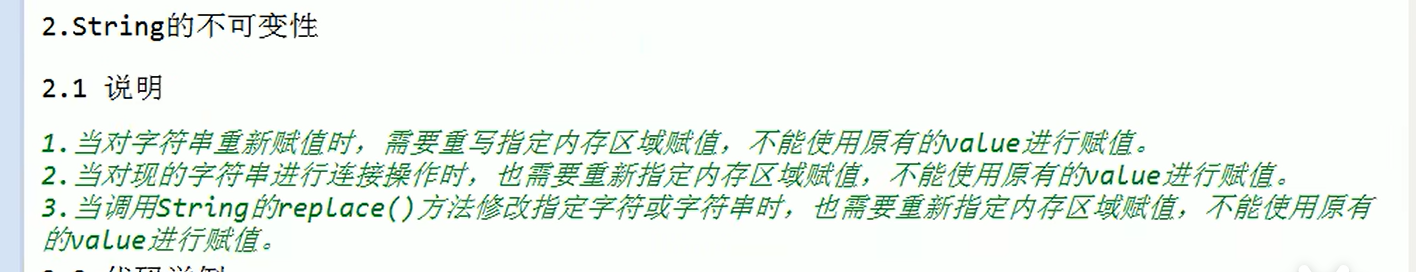 2.String的不可变性
2.1 说明
1.当对字符串重新赋值时，需要重写指定内存区域赋值，不能使用原有的value进行赋值。
2.当对现的字符串进行连接操作时，也需要重新指定内存区域赋值，不能使用原有的value进行赋值。
3.当调用String的replace()方法修改指定字符或字符串时，也需要重新指定内存区域赋值，不能使用原有
的value进行赋值。